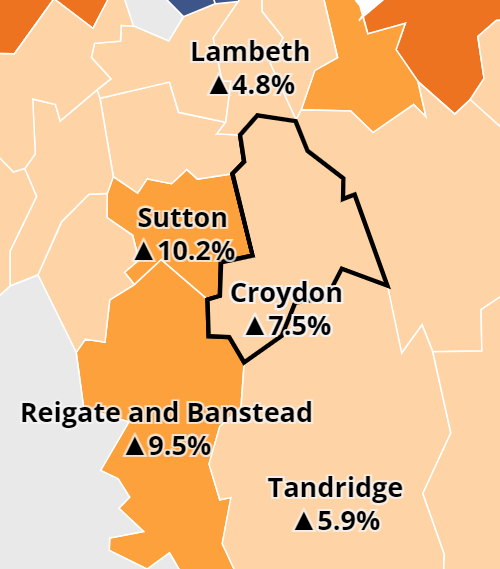 Lambeth
▲4.8%
Sutton
▲10.2%
Croydon
▲7.5%
Reigate and Banstead
▲9.5%
Tandridge
▲5.9%